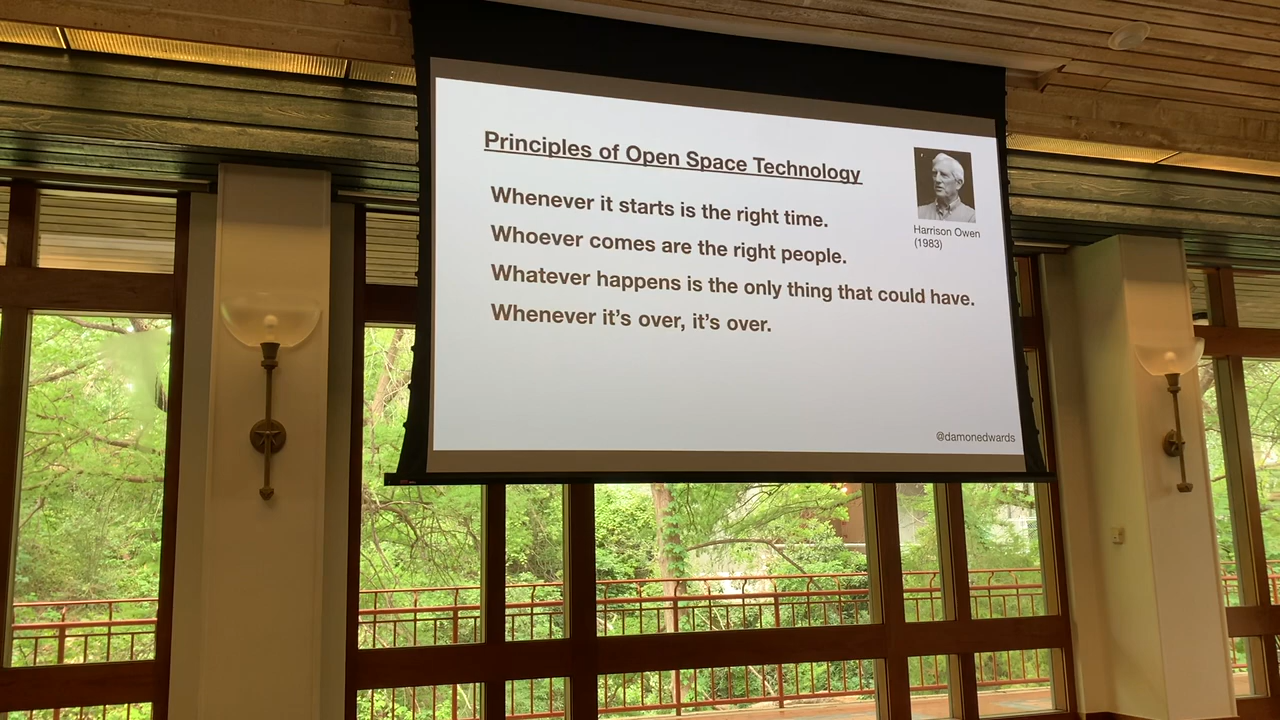 Principles of Open Space Technology
Whenever it starts is the right time.
Whoever comes are the right people.
Whatever happens is the only thing that could have.
Whenever it's over, it's over.
Harrison Owen
(1983)
@damonedwards